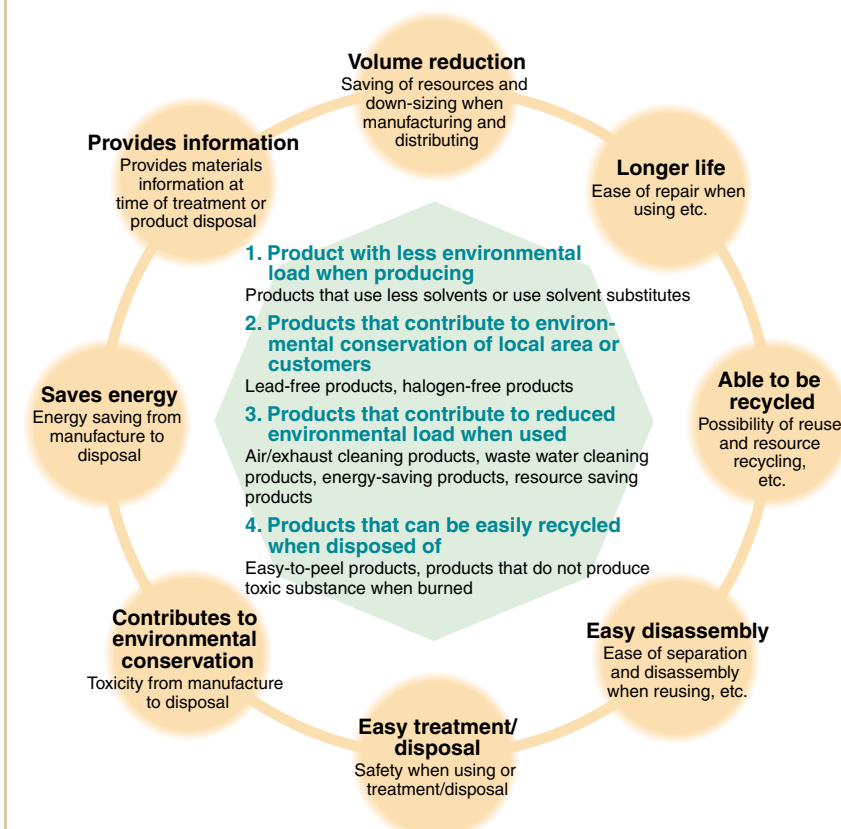 Volume reduction
Saving of resources and
down-sizing when
manufacturing and
distributing
Provides information
Provides materials
information at
time of treatment or
product disposal
Longer life
Ease of repair when
using etc.
1. Product with less environmental
load when producing
Products that use less solvents or use solvent substitutes
2. Products that contribute to environ-
mental conservation of local area or
customers
Lead-free products, halogen-free products
3. Products that contribute to reduced
environmental load when used
Air/exhaust cleaning products, waste water cleaning
products, energy-saving products, resource saving
products
4. Products that can be easily recycled
when disposed of
Easy-to-peel products, products that do not produce
toxic substance when burned
Saves energy
Energy saving from
manufacture to
disposal
Able to be
recycled
Possibility of reuse
and resource
recycling,
etc.
Contributes to
environmental
conservation
Toxicity from manufacture
to disposal
Easy disassembly
Ease of separation
and disassembly
when reusing, etc.
Easy treatment/
disposal
Safety when using or
treatment/disposal